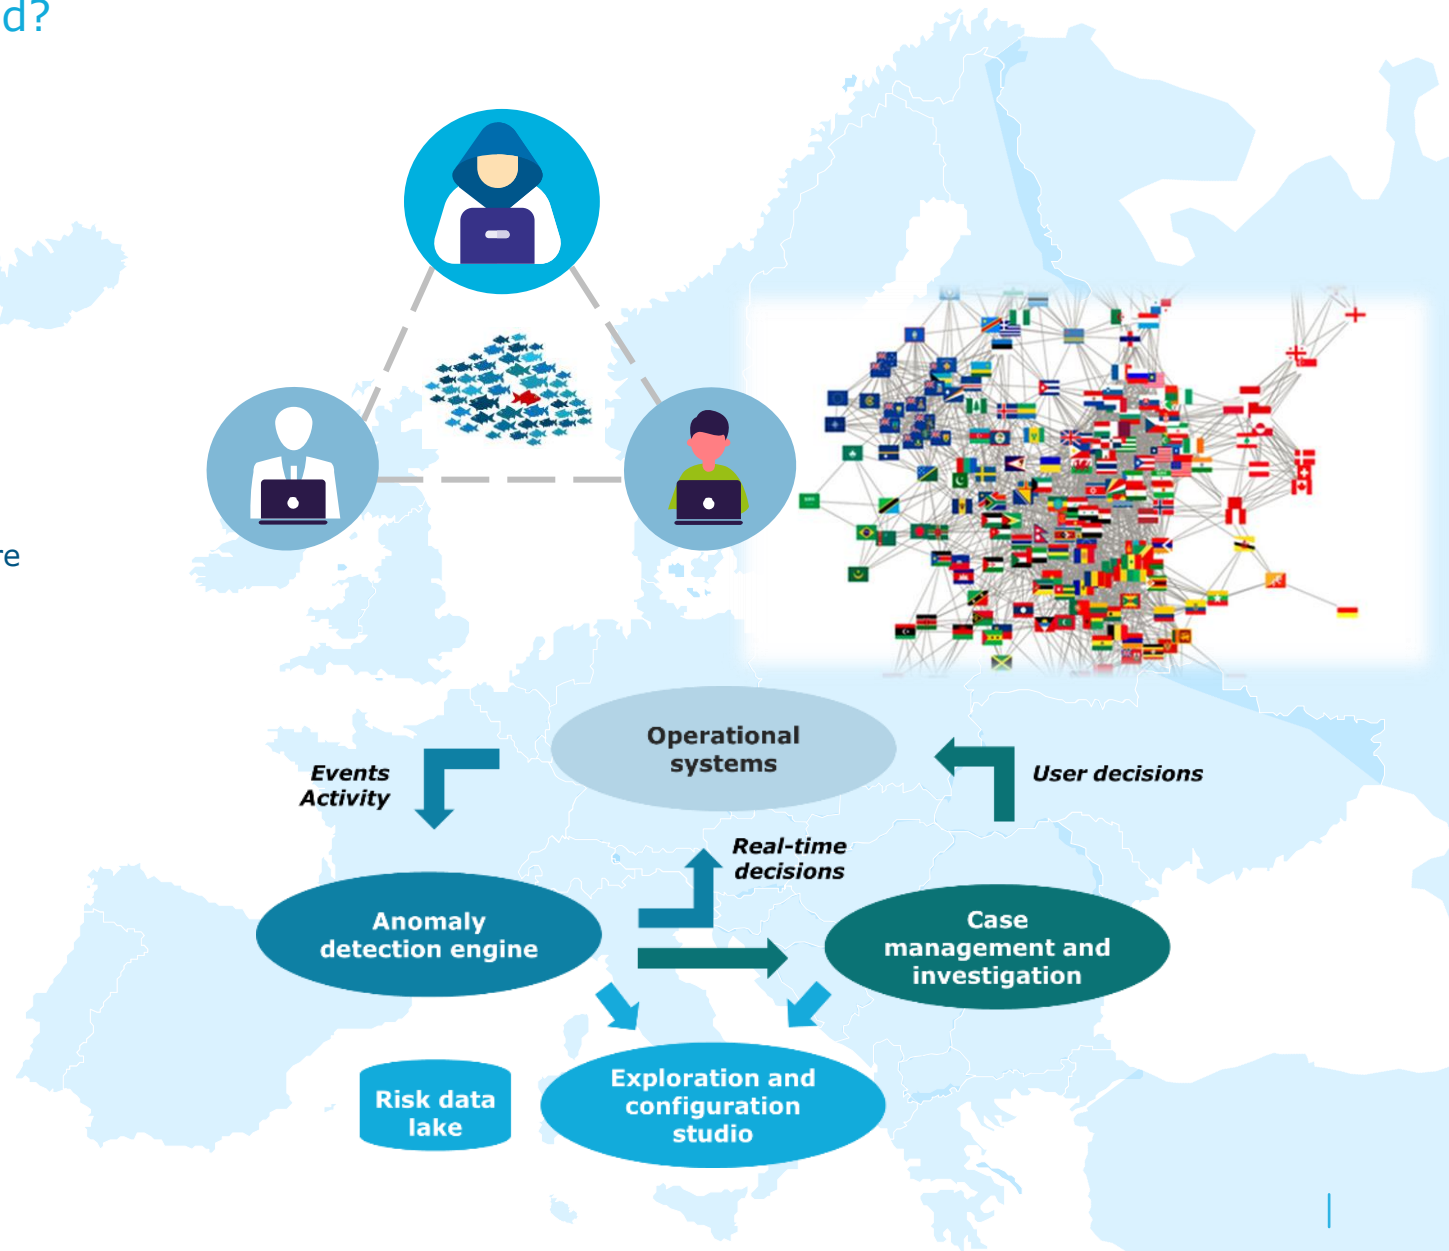 d?
re
Operational
systems
Events
Activity
User decisions
Real-time
decisions
Anomaly
detection engine
Case
management and
investigation
Exploration and
configuration
studio
Risk data
lake